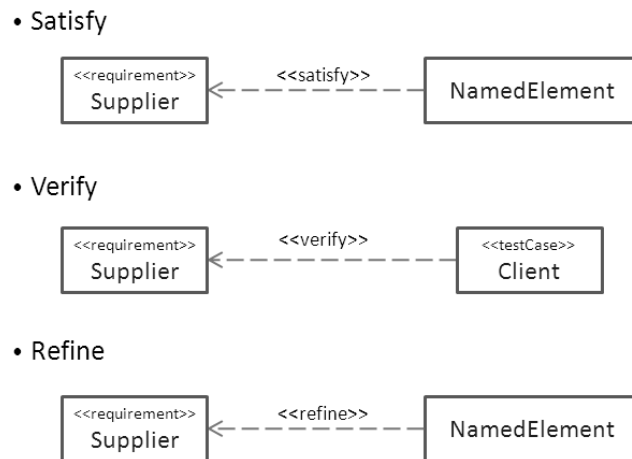 • Satisfy
<<requirement>>
Supplier
<<satisfy>>
NamedElement
• Verify
<<requirement>>
Supplier
<<verify>>
<<testCase>>
Client
• Refine
<<requirement>>
Supplier
<<refine>>
NamedElement